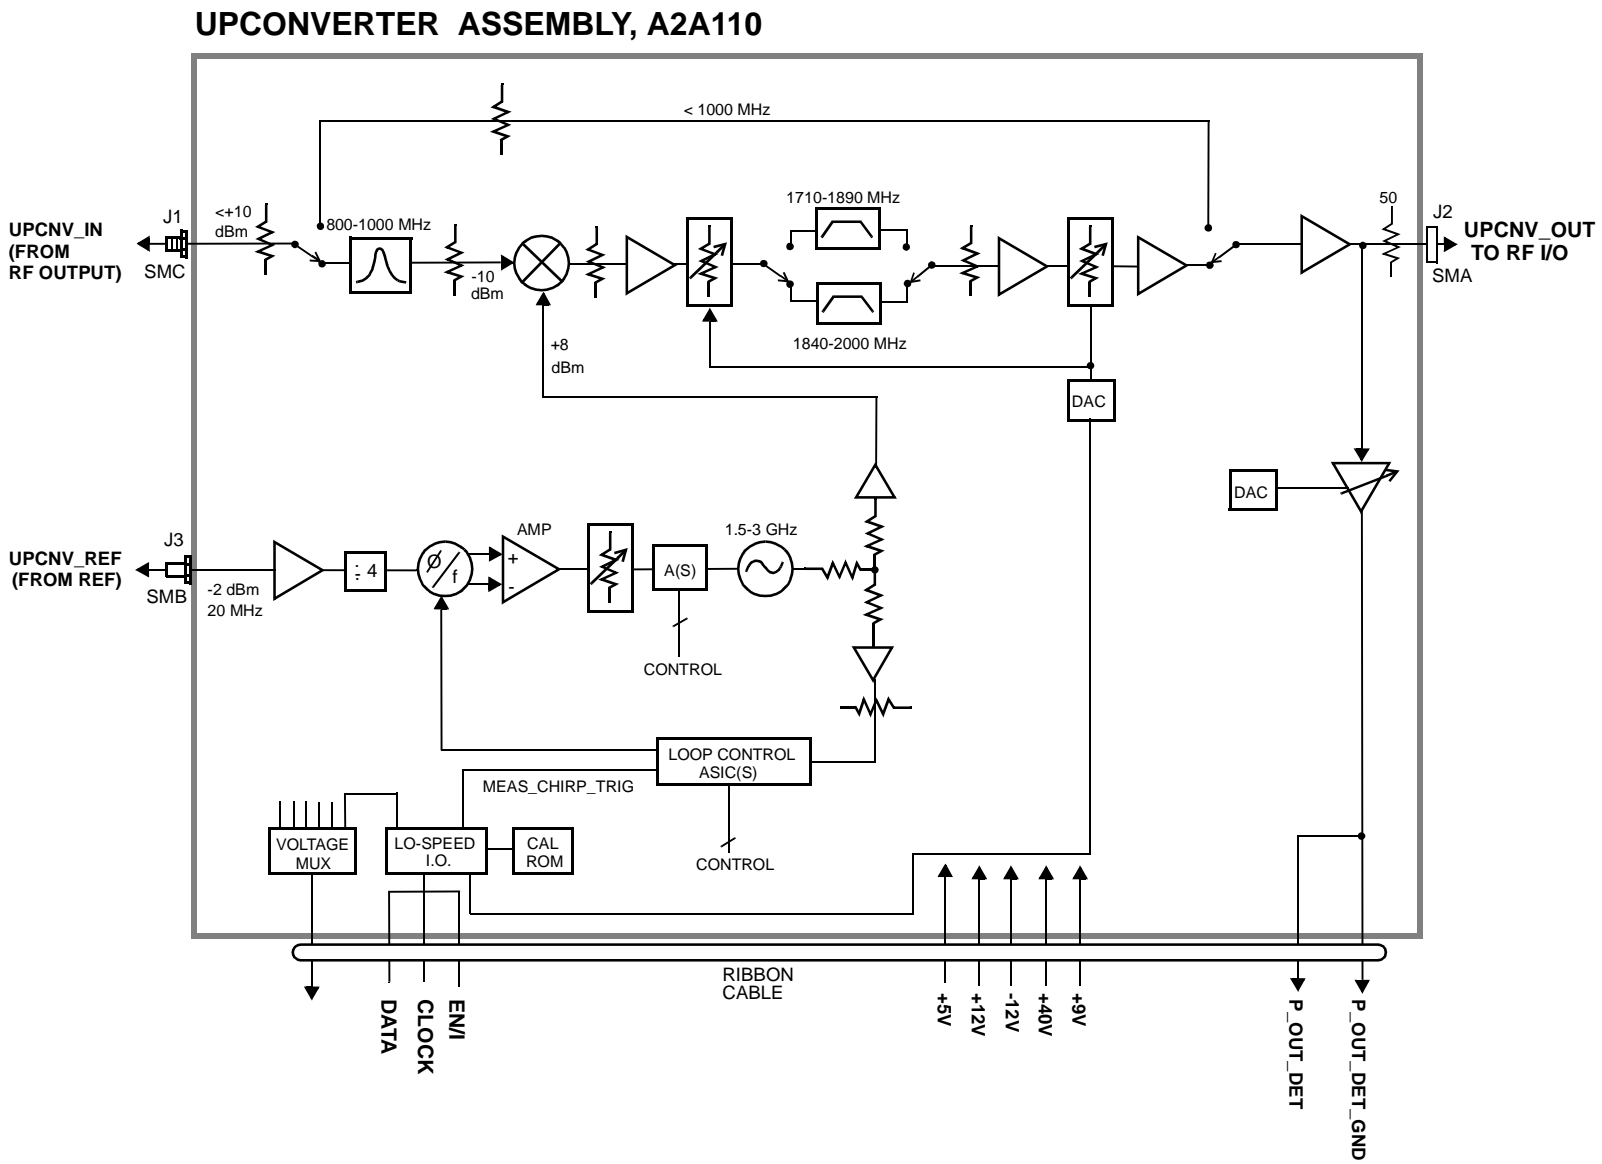 UPCONVERTER ASSEMBLY, A2A110
< 1000 MHz
J1
<+10
dBm
UPCNV_IN
(FROM
RF OUTPUT)
SMC
800-1000 MHz
-10
dBm
1710-1890 MHz
1840-2000 MHz
50
J2
UPCNV_OUT
TO RF I/O
SMA
+8
dBm
DAC
DAC
J3
UPCNV_REF
(FROM REF)
SMB
-2 dBm
20 MHz
÷ 4
Φ
f
AMP
+
-
A(S)
1.5-3 GHz
CONTROL
LOOP CONTROL
ASIC(S)
MEAS_CHIRP_TRIG
CONTROL
VOLTAGE
MUX
LO-SPEED
I.O.
CAL
ROM
RIBBON
CABLE
DATA
CLOCK
EN/I
+5V
+12V
-12V
+40V
+9V
P_OUT_DET
P_OUT_DET_GND